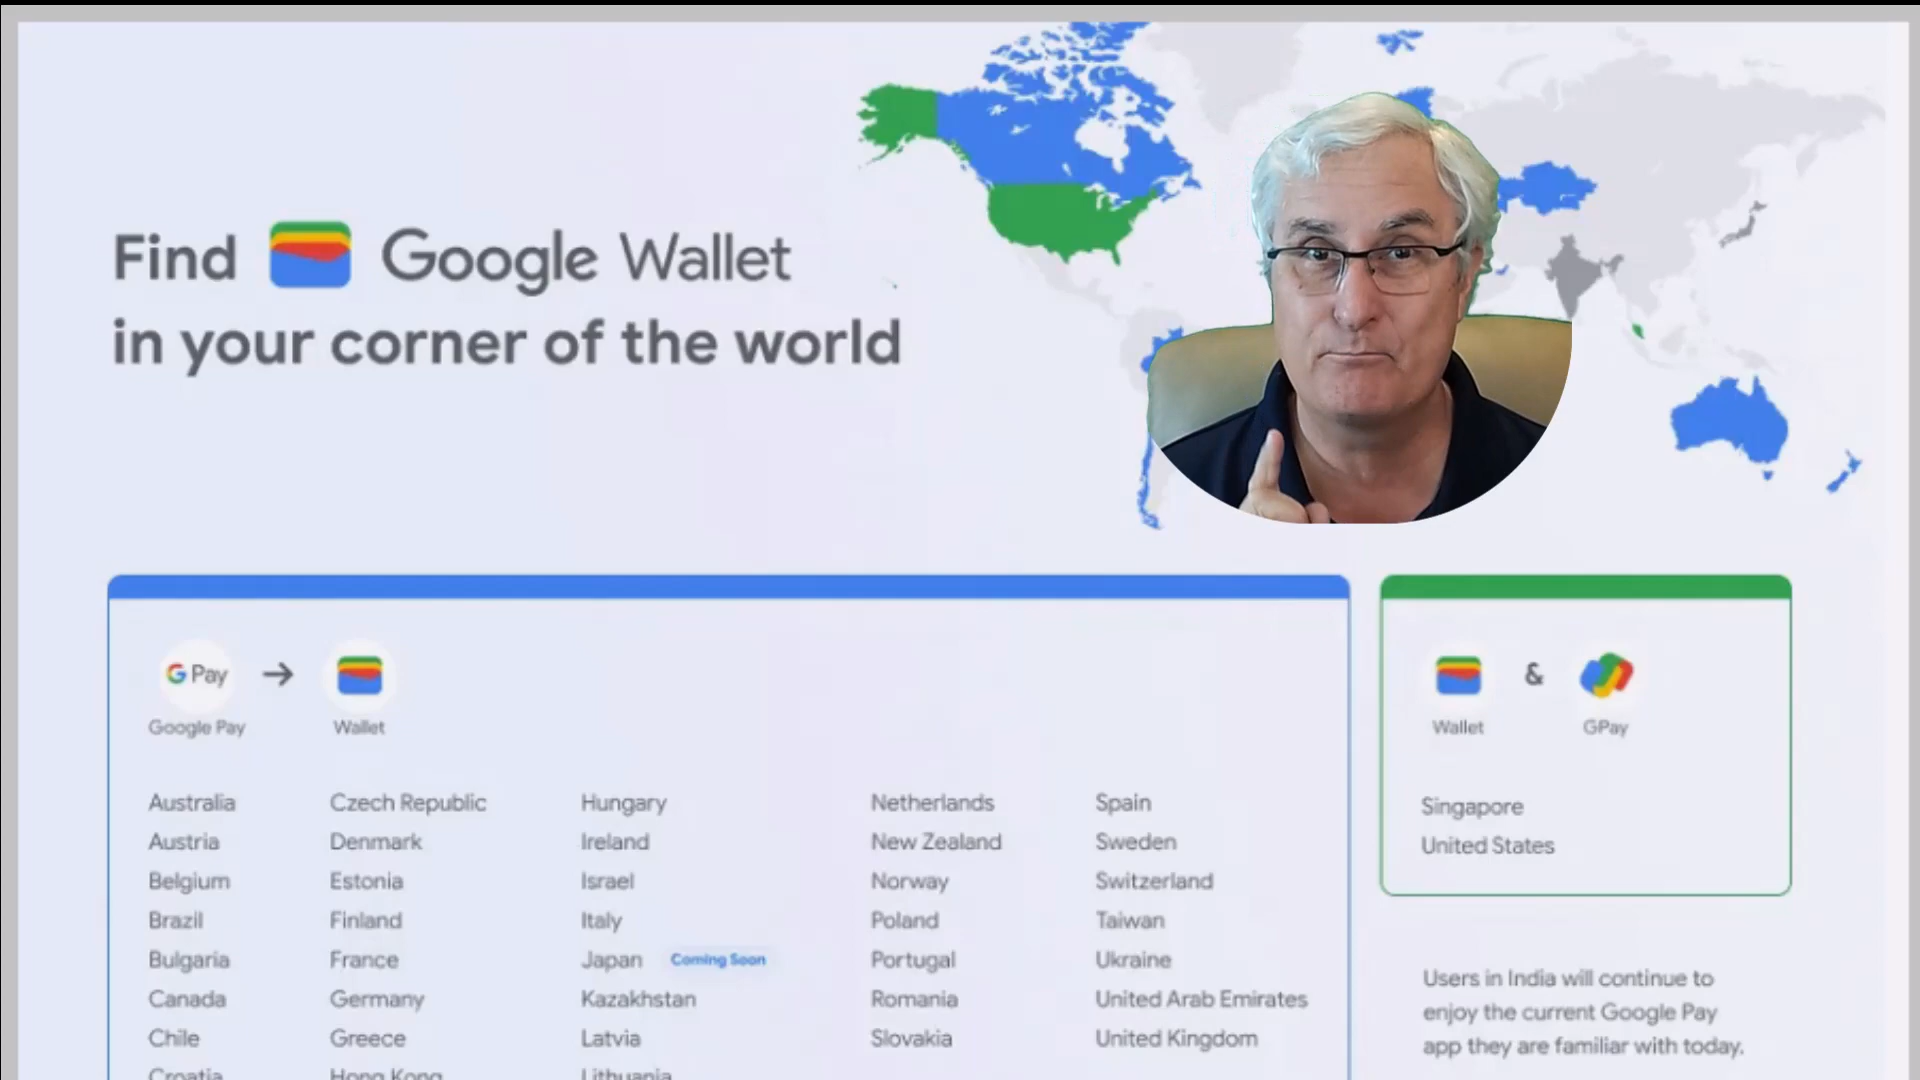 Find Google Wallet
in your corner of the world
G Pay
Google Pay
Wallet
Australia
Austria
Belgium
Brazil
Bulgaria
Canada
Chile
Croatia
Czech Republic
Denmark
Estonia
Finland
France
Germany
Greece
Hong Kong
Hungary
Ireland
Israel
Italy
Japan Coming Soon
Kazakhstan
Latvia
Lithuania
Netherlands
New Zealand
Norway
Poland
Portugal
Romania
Slovakia
Spain
Sweden
Switzerland
Taiwan
Ukraine
United Arab Emirates
United Kingdom
&
Wallet
GPay
Singapore
United States
Users in India will continue to
enjoy the current Google Pay
app they are familiar with today.